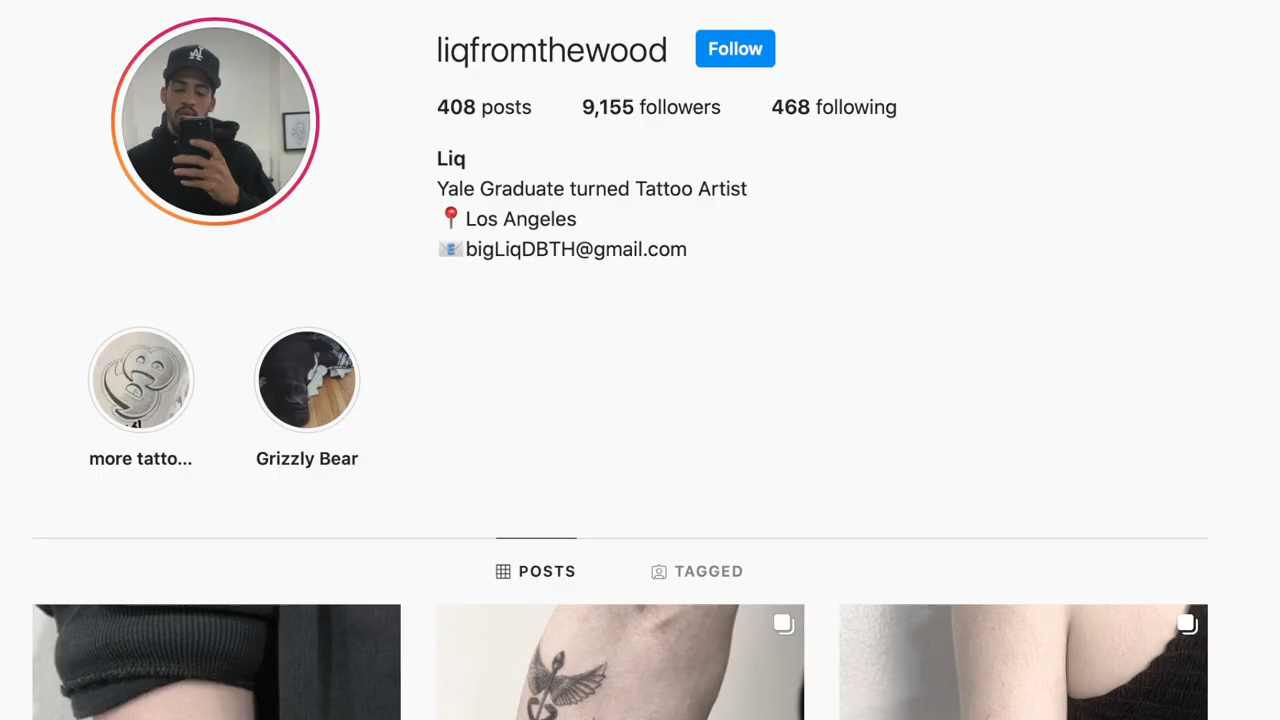 liqfromthewood Follow
408 posts 9,155 followers 468 following
Liq
Yale Graduate turned Tattoo Artist
📍Los Angeles
📧bigLiqDBTH@gmail.com
more tatto... Grizzly Bear
POSTS TAGGED